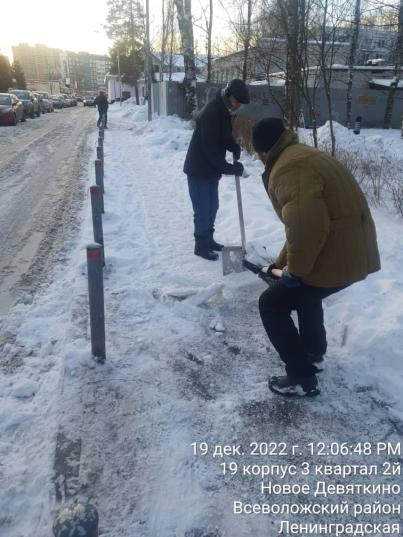 19 дек. 2022 г. 12:06:48 PM
19 корпус 3 квартал 2й
Новое Девяткино
Всеволожский район
Ленинградская